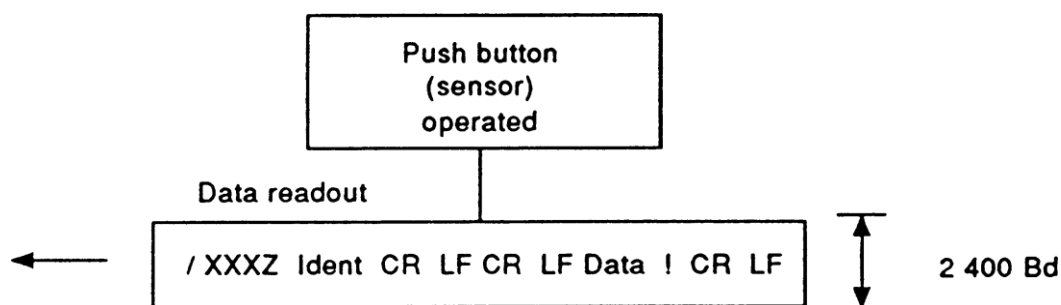 Push button
(sensor)
operated
Data readout
/ XXXZ Ident CR LF CR LF Data ! CR LF
2 400 Bd